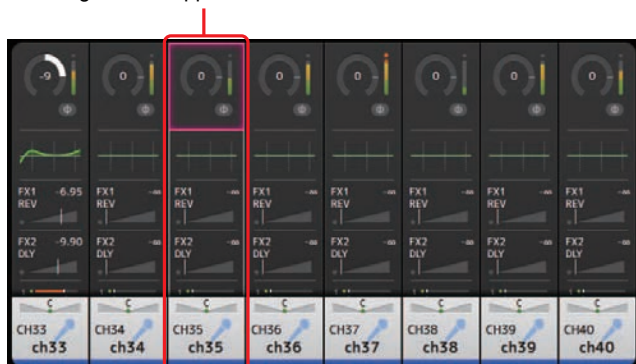 -9 0 0 0 0 0 0 0
FX1 -6.95 FX1 -∞ FX1 -∞ FX1 -∞ FX1 -∞ FX1 -∞ FX1 -∞ FX1 -∞
REV REV REV REV REV REV REV REV
FX2 -9.90 FX2 -∞ FX2 -∞ FX2 -∞ FX2 -∞ FX2 -∞ FX2 -∞ FX2 -∞
DLY DLY DLY DLY DLY DLY DLY DLY
C C C C C C C C
CH33 CH34 CH35 CH36 CH37 CH38 CH39 CH40
ch33 ch34 ch35 ch36 ch37 ch38 ch39 ch40